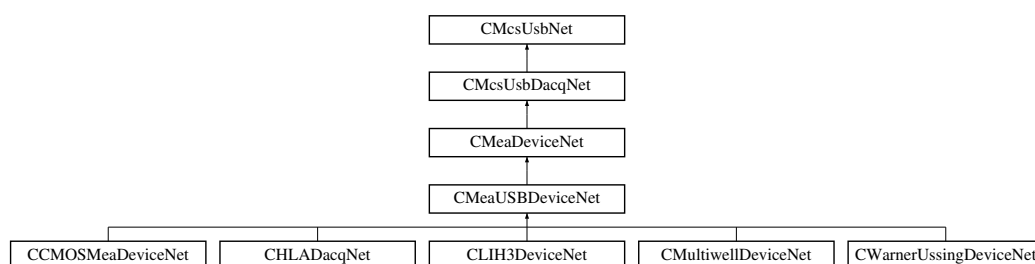 CMcsUsbNet
CMcsUsbDacqNet
CMeaDeviceNet
CMeaUSBDeviceNet
CCMOSMeaDeviceNet CHLADacqNet CLIH3DeviceNet CMultiwellDeviceNet CWarnerUssingDeviceNet